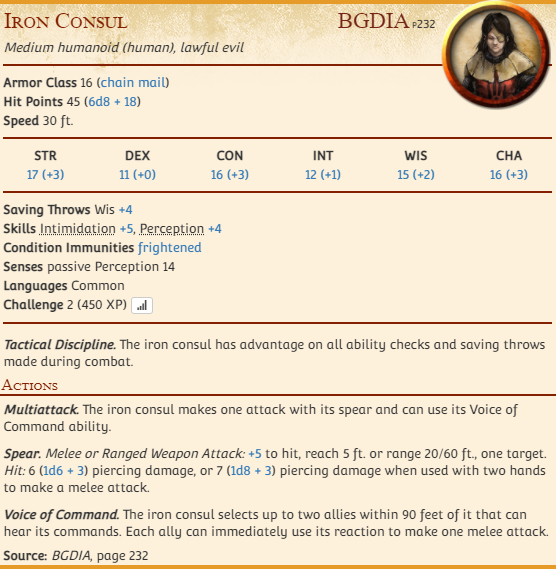 Iron Consul BGDIA P232
Medium humanoid (human), lawful evil
Armor Class 16 (chain mail)
Hit Points 45 (6d8 + 18)
Speed 30 ft.
STR DEX CON INT WIS CHA
17 (+3) 11 (+0) 16 (+3) 12 (+1) 15 (+2) 16 (+3)
Saving Throws Wis +4
Skills Intimidation +5, Perception +4
Condition Immunities frightened
Senses passive Perception 14
Languages Common
Challenge 2 (450 XP)
Tactical Discipline. The iron consul has advantage on all ability checks and saving throws
made during combat.
Actions
Multiattack. The iron consul makes one attack with its spear and can use its Voice of
Command ability.
Spear. Melee or Ranged Weapon Attack: +5 to hit, reach 5 ft. or range 20/60 ft., one target.
Hit: 6 (1d6 + 3) piercing damage, or 7 (1d8 + 3) piercing damage when used with two hands
to make a melee attack.
Voice of Command. The iron consul selects up to two allies within 90 feet of it that can
hear its commands. Each ally can immediately use its reaction to make one melee attack.
Source: BGDIA, page 232